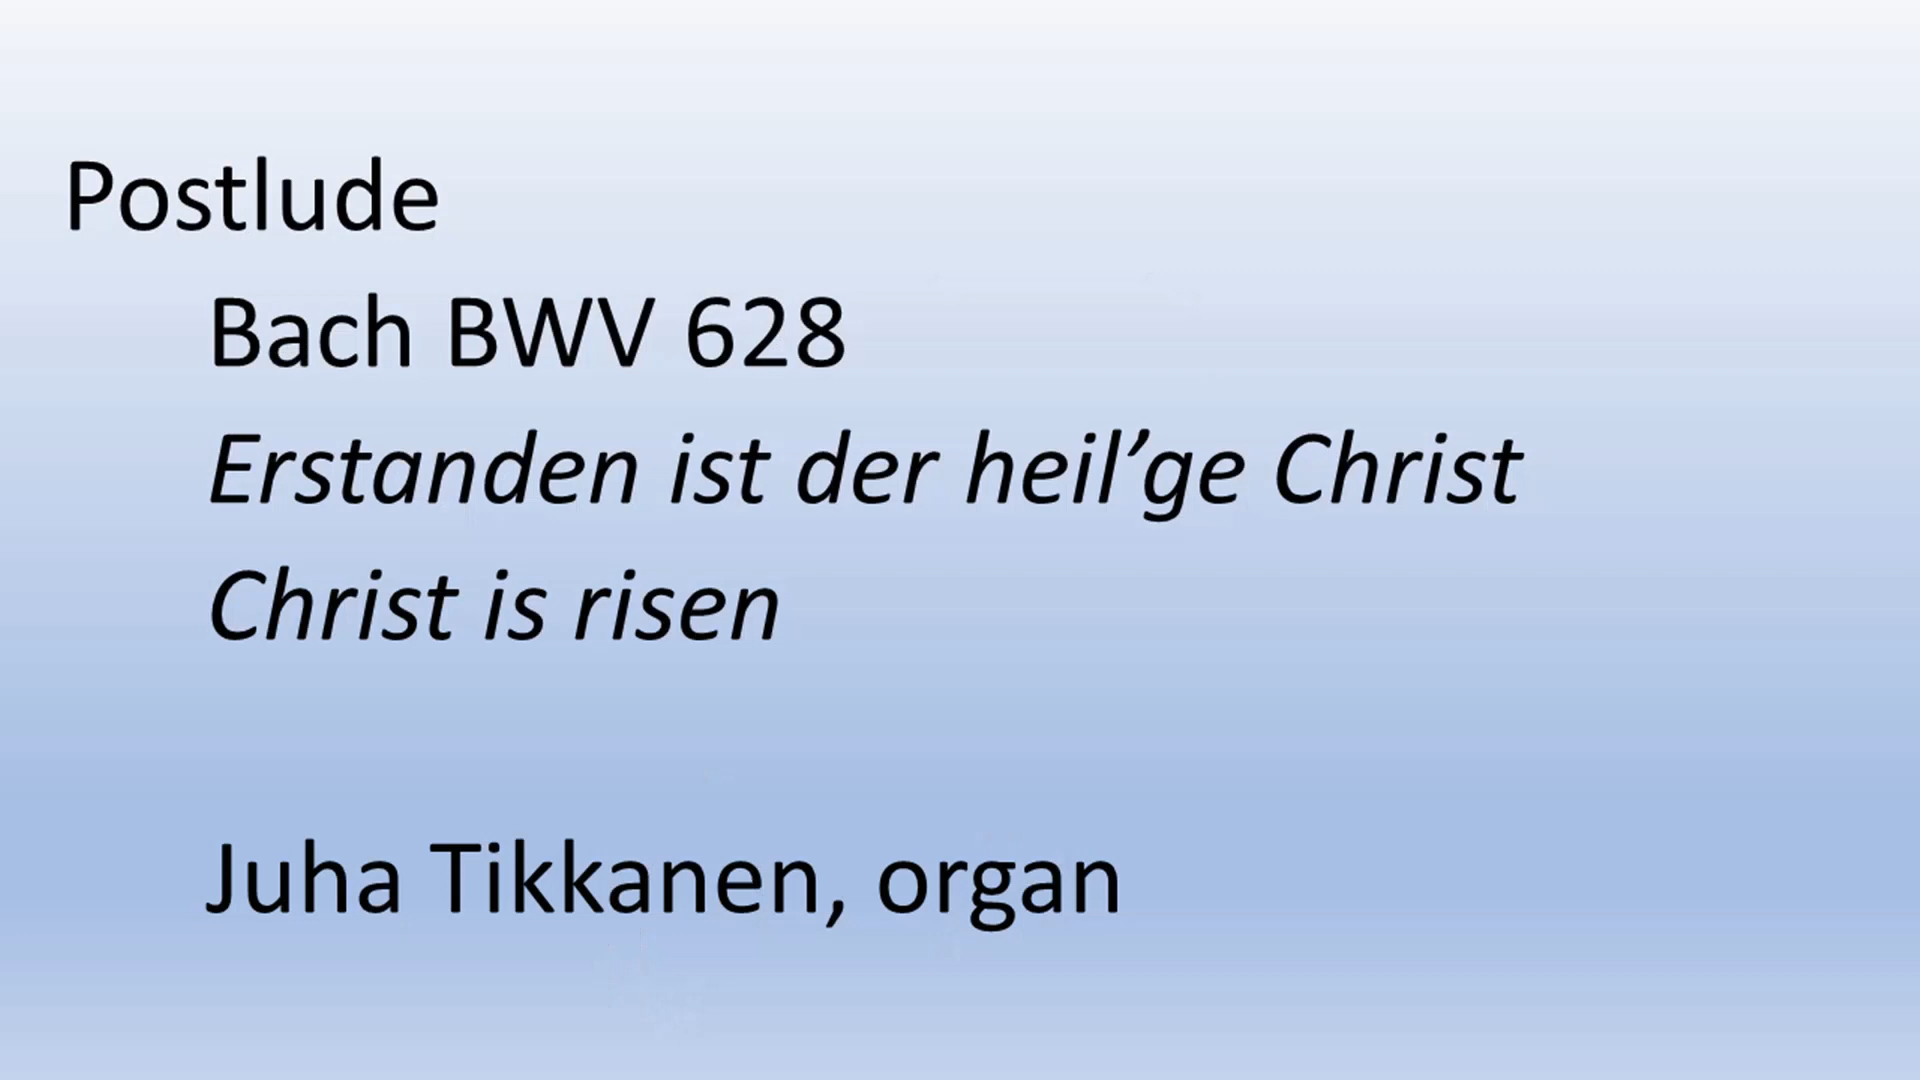 Postlude
Bach BWV 628
Erstanden ist der heil’ge Christ
Christ is risen
Juha Tikkanen, organ